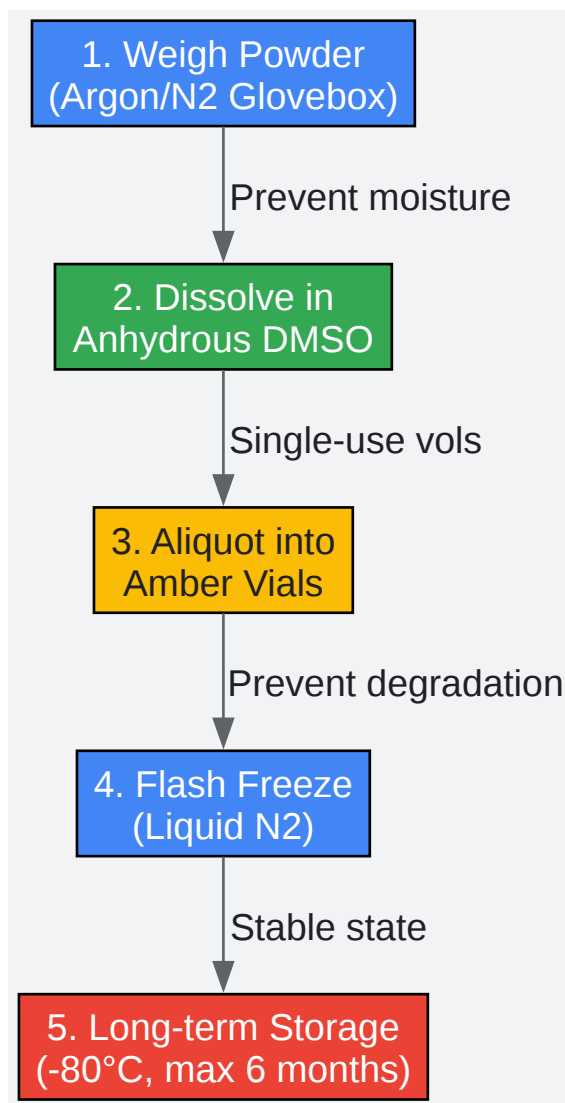 1. Weigh Powder
(Argon/N2 Glovebox)
Prevent moisture
2. Dissolve in
Anhydrous DMSO
Single-use vols
3. Aliquot into
Amber Vials
Prevent degradation
4. Flash Freeze
(Liquid N2)
Stable state
5. Long-term Storage
(-80°C, max 6 months)